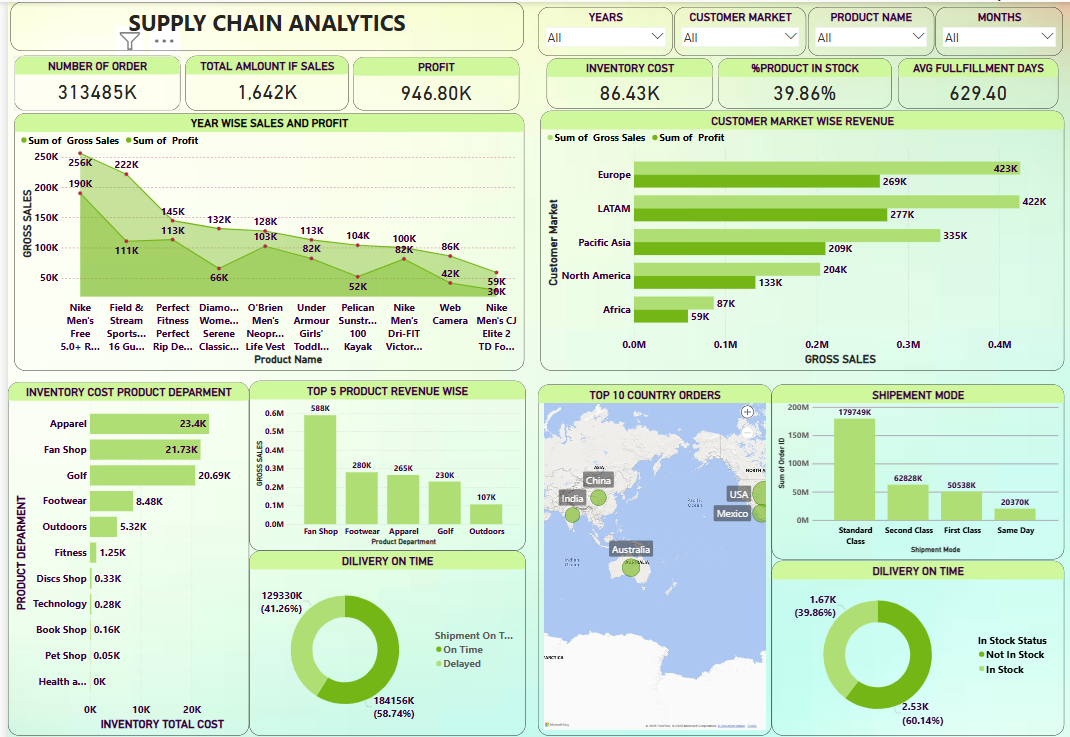 SUPPLY CHAIN ANALYTICS
YEARS
All
CUSTOMER MARKET
All
PRODUCT NAME
All
MONTHS
All
NUMBER OF ORDER
313485K
TOTAL AMLOUNT IF SALES
1,642K
PROFIT
946.80K
INVENTORY COST
86.43K
%PRODUCT IN STOCK
39.86%
AVG FULLFILLMENT DAYS
629.40
YEAR WISE SALES AND PROFIT
Sum of Gross Sales Sum of Profit
GROSS SALES
250K
200K
150K
100K
50K
256K
222K
145K
132K
128K
113K
104K
100K
86K
59K
190K
111K
113K
66K
103K
82K
52K
82K
42K
30K
Nike Men's Free 5.0+ R...
Field & Stream Sports... 16 Gu...
Perfect Fitness Perfect Rip De...
Diamo... Wome... Serene Classic...
O'Brien Men's Neopr... Life Vest
Under Armour Girls' Toddl...
Pelican Sunstr... 100 Kayak
Nike Men's Dri-FIT Victor...
Web Camera
Nike Men's CJ Elite 2 TD Fo...
Product Name
CUSTOMER MARKET WISE REVENUE
Sum of Gross Sales Sum of Profit
Customer Market
Europe 423K 269K
LATAM 422K 277K
Pacific Asia 335K 209K
North America 204K 133K
Africa 87K 59K
0.0M 0.1M 0.2M 0.3M 0.4M
GROSS SALES
INVENTORY COST PRODUCT DEPARMENT
PRODUCT DEPARMENT
Apparel 23.4K
Fan Shop 21.73K
Golf 20.69K
Footwear 8.48K
Outdoors 5.32K
Fitness 1.25K
Discs Shop 0.33K
Technology 0.28K
Book Shop 0.16K
Pet Shop 0.05K
Health a... 0K
0K 10K 20K
INVENTORY TOTAL COST
TOP 5 PRODUCT REVENUE WISE
GROSS SALES
0.6M
0.5M
0.4M
0.3M
0.2M
0.1M
0.0M
588K
280K
265K
230K
107K
Fan Shop Footwear Apparel Golf Outdoors
Product Department
DILIVERY ON TIME
129330K
(41.26%)
184156K
(58.74%)
Shipment On T...
On Time
Delayed
TOP 10 COUNTRY ORDERS
ASIA
NORTH A
China
India
USA
Mexico
Pacific
Ocean
Australia
AUSTRALIA
Indian
Ocean
ARCTICA
SHIPEMENT MODE
Sum of Order ID
200M
150M
100M
50M
0M
179749K
62828K
50538K
20370K
Standard Class
Second Class
First Class
Same Day
Shipment Mode
DILIVERY ON TIME
1.67K
(39.86%)
2.53K
(60.14%)
In Stock Status
Not In Stock
In Stock